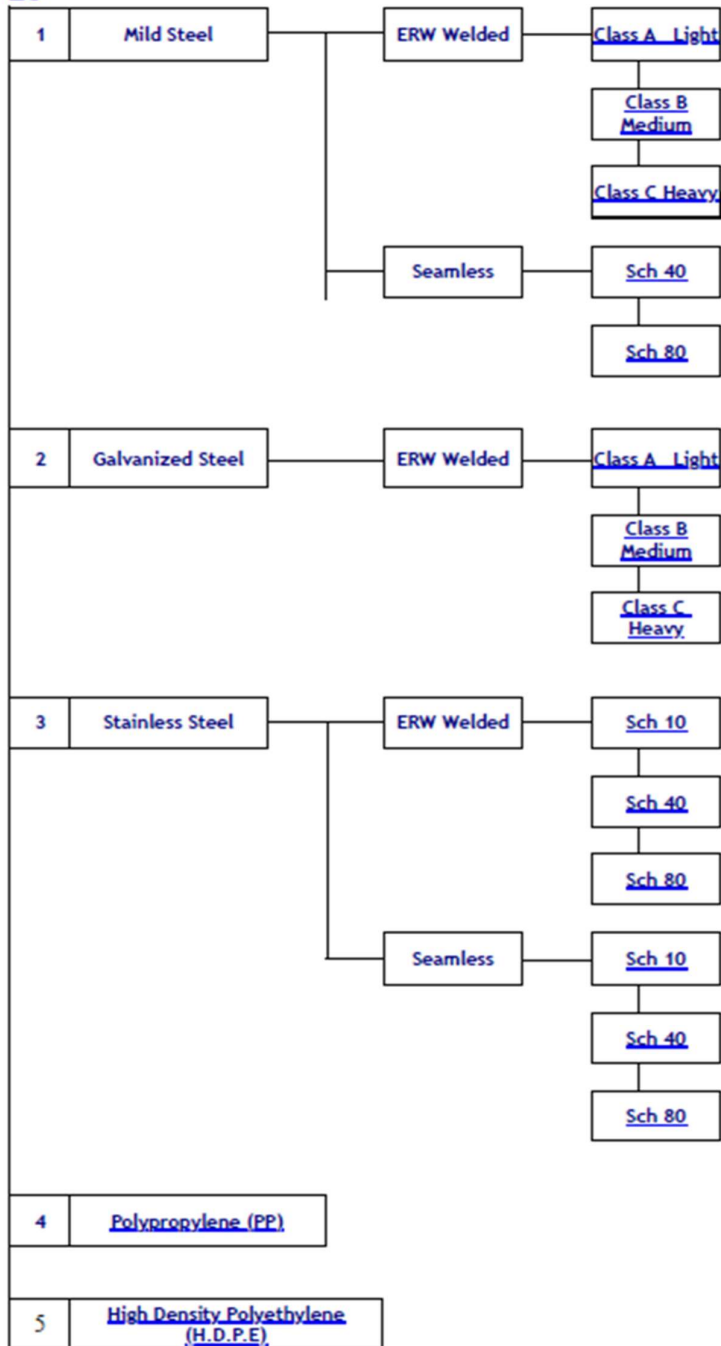 1 Mild Steel ERW Welded Class A Light
Class B
Medium
Class C Heavy
Seamless Sch 40
Sch 80
2 Galvanized Steel ERW Welded Class A Light
Class B
Medium
Class C
Heavy
3 Stainless Steel ERW Welded Sch 10
Sch 40
Sch 80
Seamless Sch 10
Sch 40
Sch 80
4 Polypropylene (PP)
5 High Density Polyethylene
(H.D.P.E)